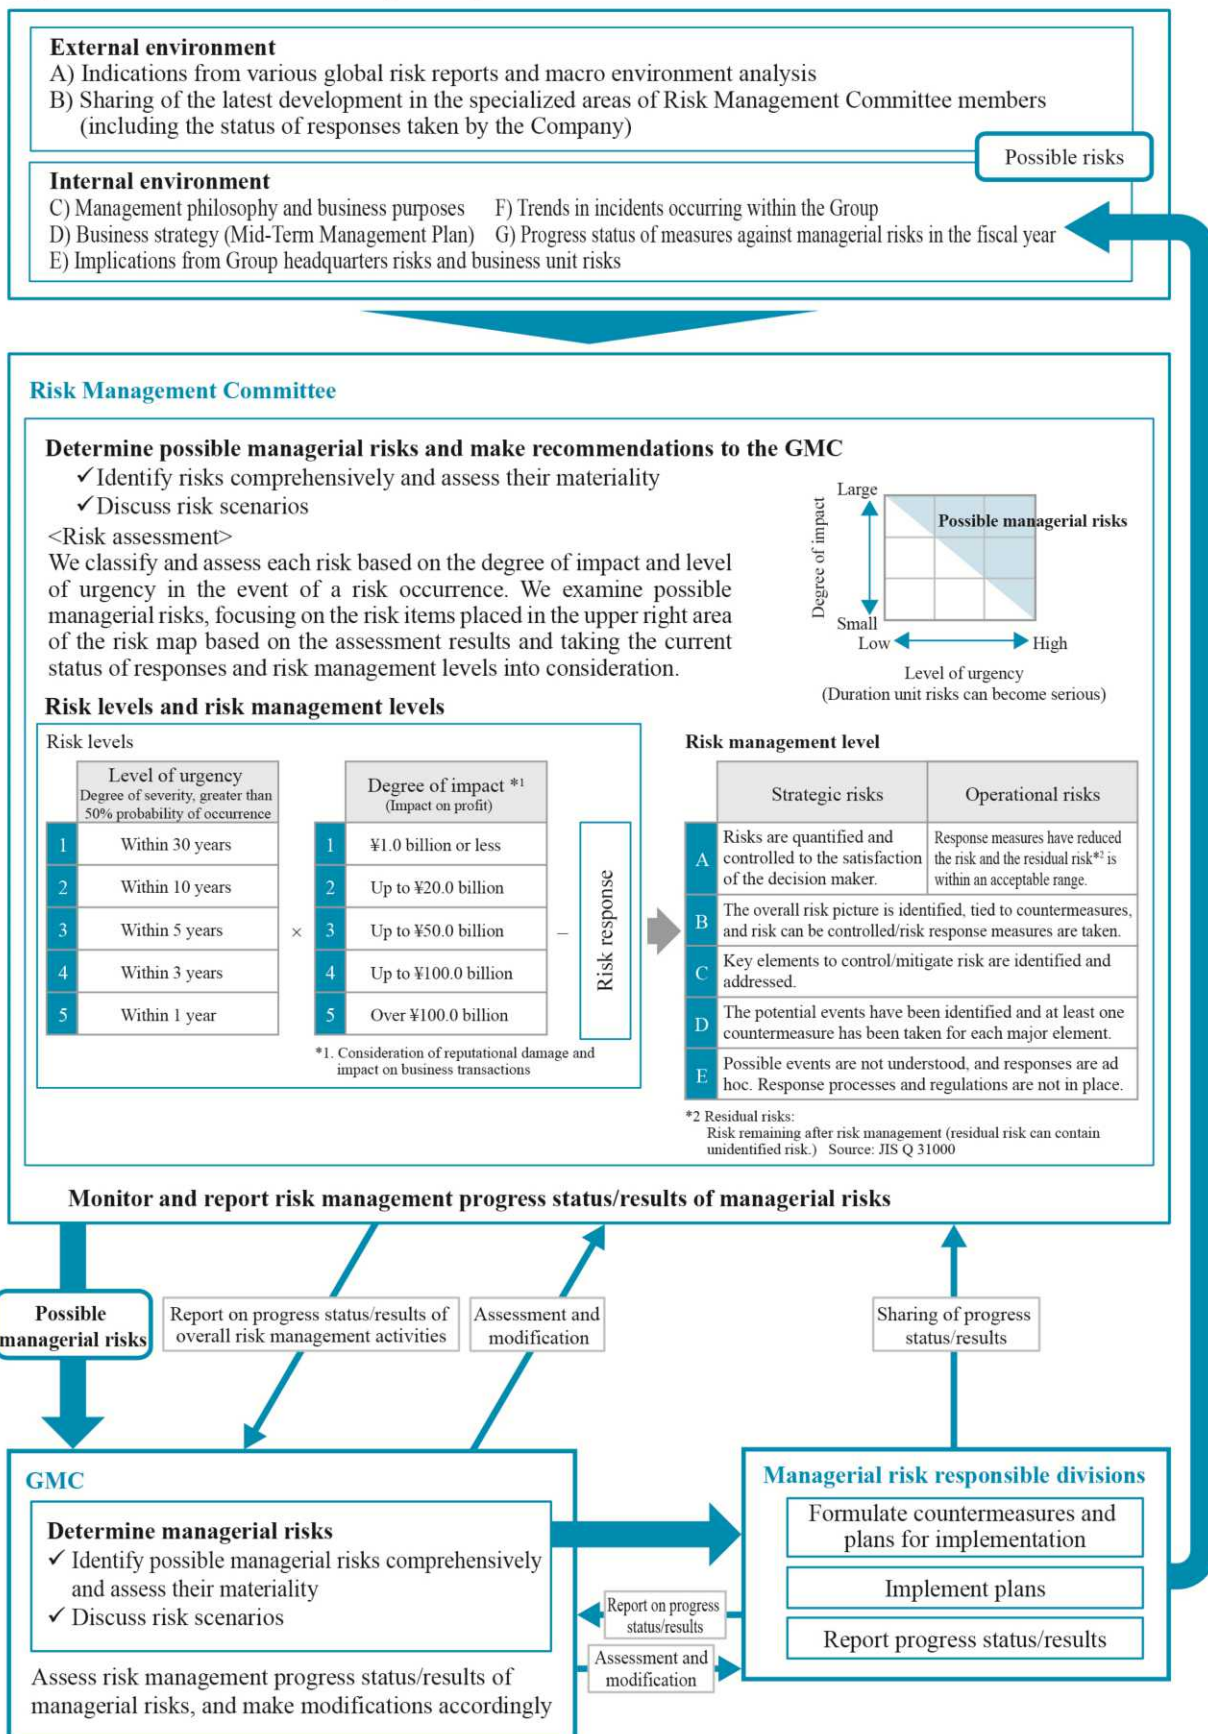 External environment
A) Indications from various global risk reports and macro environment analysis
B) Sharing of the latest development in the specialized areas of Risk Management Committee members
(including the status of responses taken by the Company)
Possible risks
Internal environment
C) Management philosophy and business purposes F) Trends in incidents occurring within the Group
D) Business strategy (Mid-Term Management Plan) G) Progress status of measures against managerial risks in the fiscal year
E) Implications from Group headquarters risks and business unit risks
Risk Management Committee
Determine possible managerial risks and make recommendations to the GMC
✓ Identify risks comprehensively and assess their materiality
✓ Discuss risk scenarios
<Risk assessment>
We classify and assess each risk based on the degree of impact and level
of urgency in the event of a risk occurrence. We examine possible
managerial risks, focusing on the risk items placed in the upper right area
of the risk map based on the assessment results and taking the current
status of responses and risk management levels into consideration.
Degree of impact
Large
Possible managerial risks
Small
Low High
Level of urgency
(Duration unit risks can become serious)
Risk levels and risk management levels
Risk levels
Level of urgency
Degree of severity, greater than
50% probability of occurrence
1 Within 30 years
2 Within 10 years
3 Within 5 years
4 Within 3 years
5 Within 1 year
×
Degree of impact *1
(Impact on profit)
1 ¥1.0 billion or less
2 Up to ¥20.0 billion
3 Up to ¥50.0 billion
4 Up to ¥100.0 billion
5 Over ¥100.0 billion
*1. Consideration of reputational damage and
impact on business transactions
–
Risk response
Risk management level
Strategic risks Operational risks
A Risks are quantified and
controlled to the satisfaction
of the decision maker.
Response measures have reduced
the risk and the residual risk*2 is
within an acceptable range.
B The overall risk picture is identified, tied to countermeasures,
and risk can be controlled/risk response measures are taken.
C Key elements to control/mitigate risk are identified and
addressed.
D The potential events have been identified and at least one
countermeasure has been taken for each major element.
E Possible events are not understood, and responses are ad
hoc. Response processes and regulations are not in place.
*2 Residual risks:
Risk remaining after risk management (residual risk can contain
unidentified risk.) Source: JIS Q 31000
Monitor and report risk management progress status/results of managerial risks
Possible
managerial risks
Report on progress status/results of
overall risk management activities
Assessment and
modification
Sharing of progress
status/results
GMC
Determine managerial risks
✓ Identify possible managerial risks comprehensively
and assess their materiality
✓ Discuss risk scenarios
Assess risk management progress status/results of
managerial risks, and make modifications accordingly
Report on progress
status/results
Assessment and
modification
Managerial risk responsible divisions
Formulate countermeasures and
plans for implementation
Implement plans
Report progress status/results